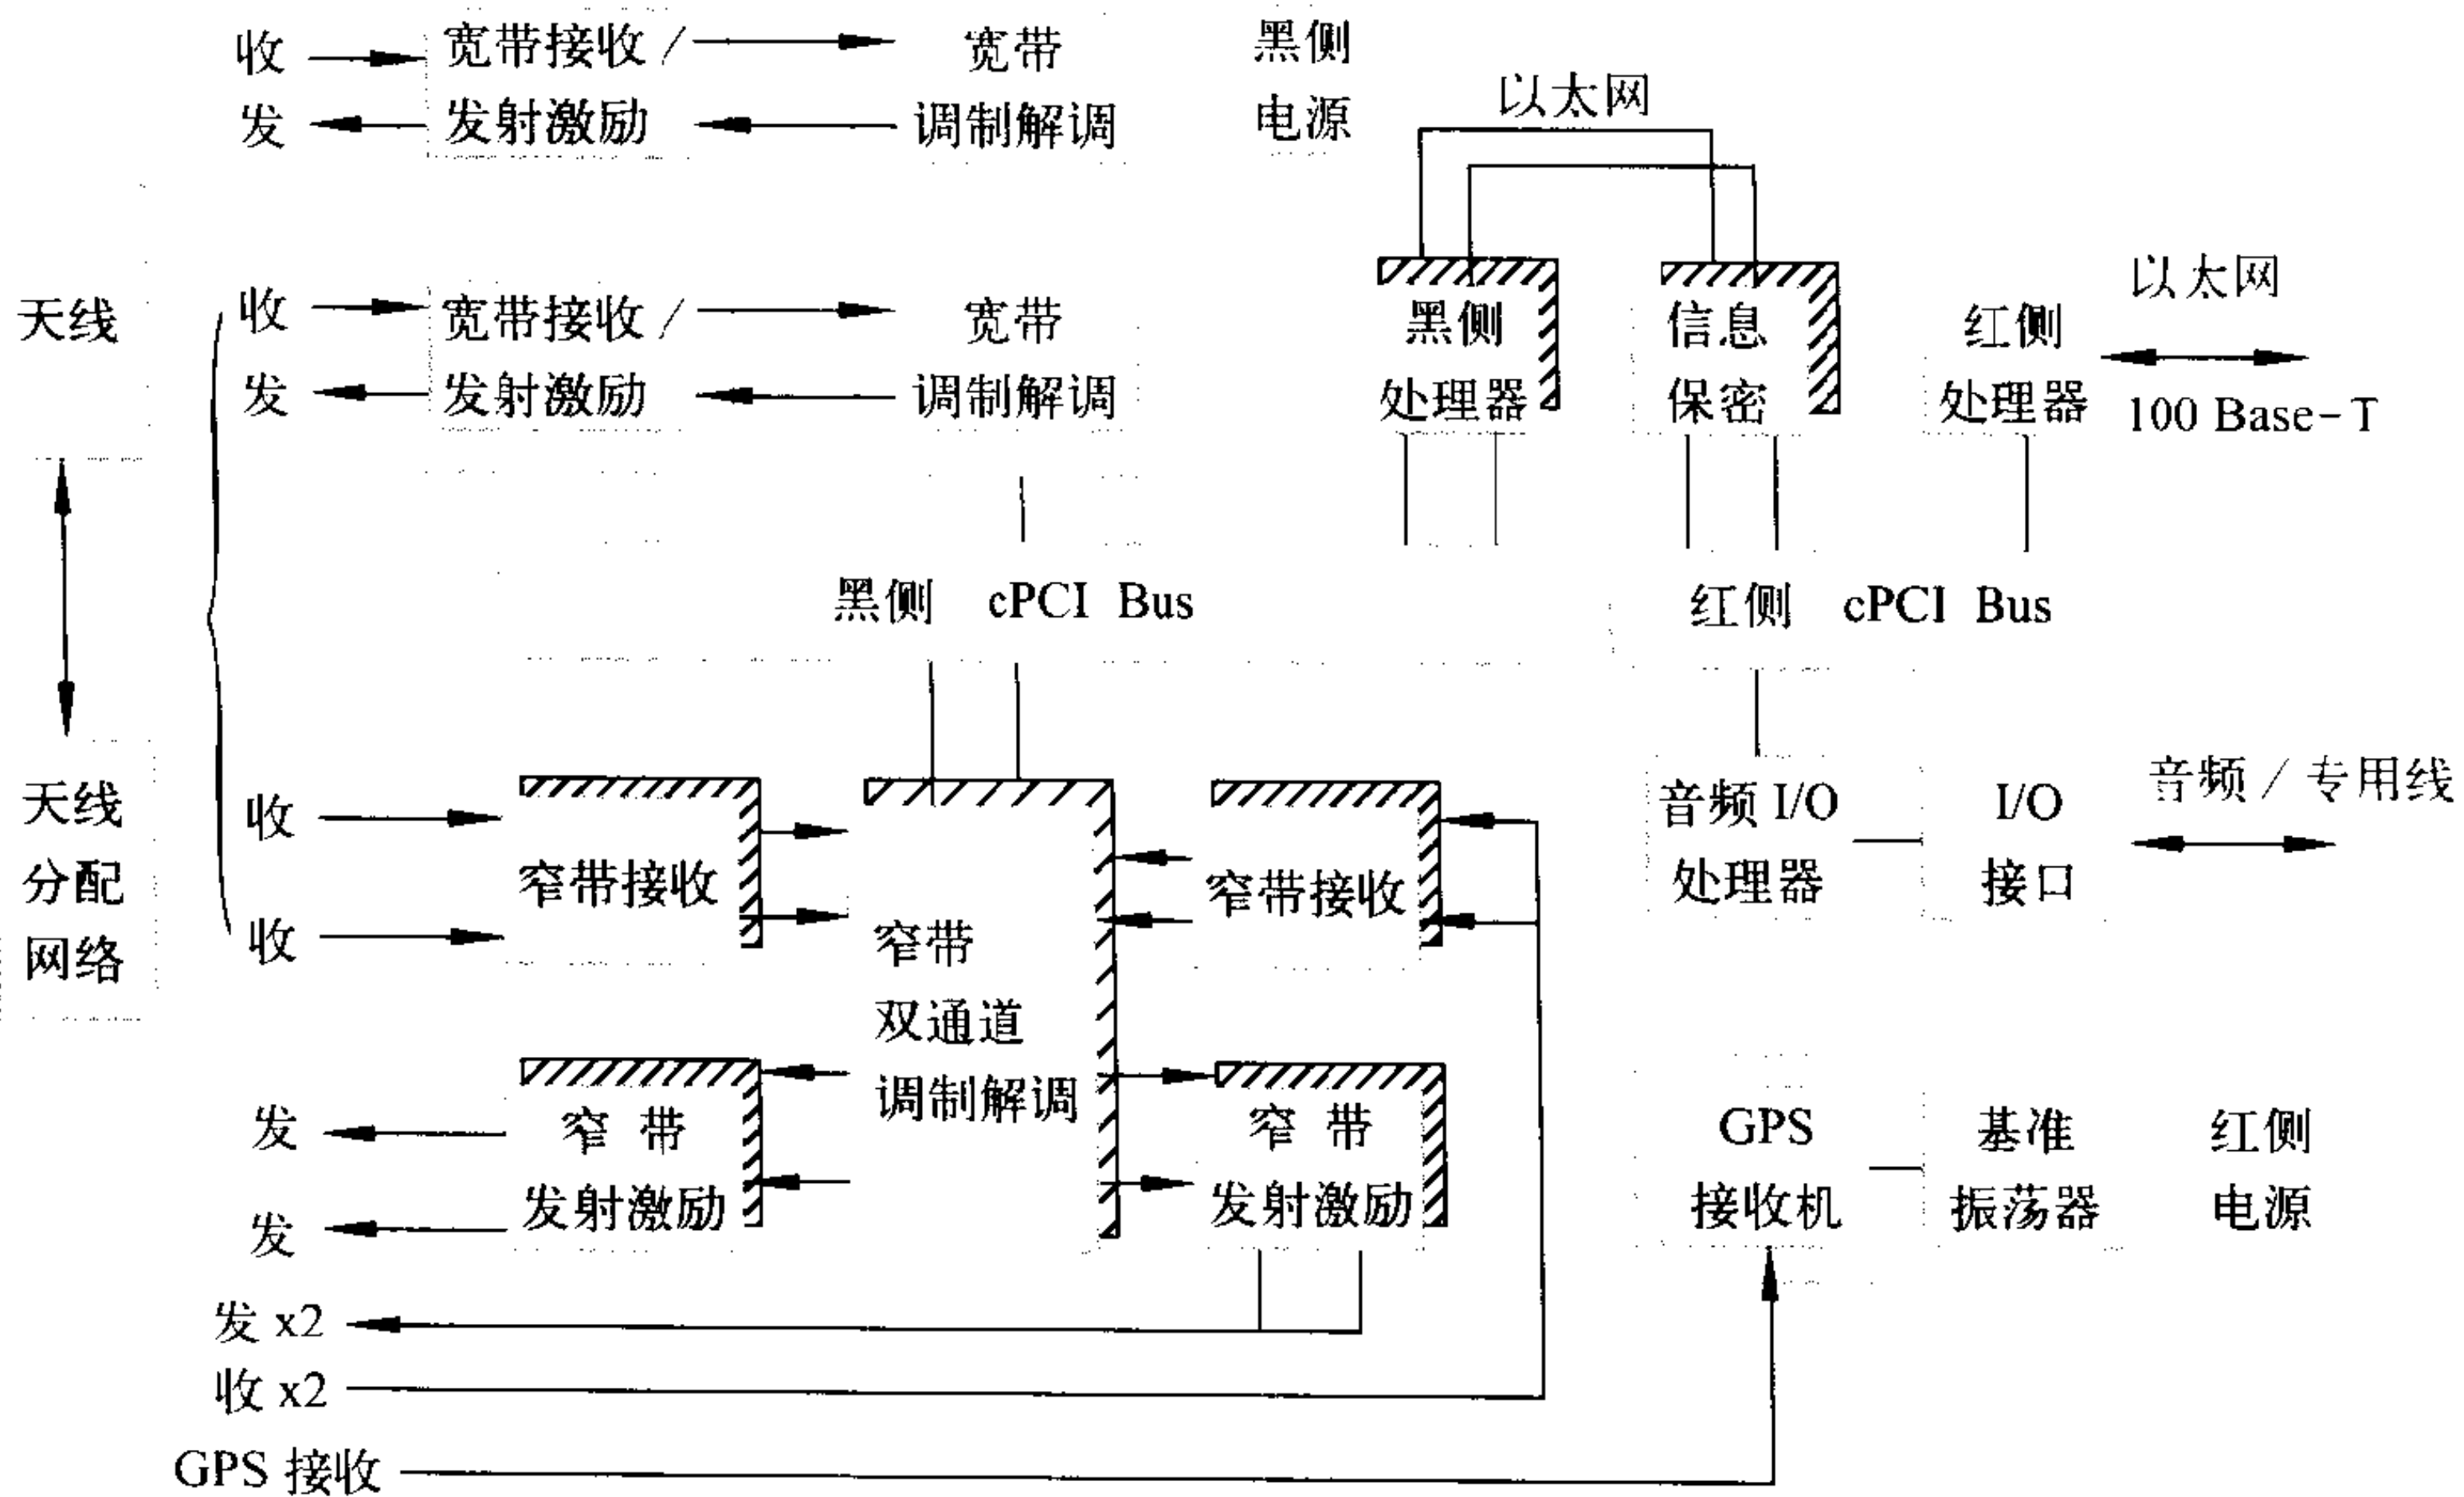 收
宽带接收/
发射激励
发
宽带
调制解调
黑侧
电源
以太网
天线
收
宽带接收/
发射激励
发
宽带
调制解调
黑侧
处理器
信息
保密
红侧
处理器
以太网
100 Base-T
黑侧 cPCI Bus
红侧 cPCI Bus
天线
分配
网络
收
收
窄带接收
窄带
双通道
调制解调
窄带接收
音频 I/O
处理器
I/O
接口
音频/专用线
发
发
窄 带
发射激励
窄 带
发射激励
GPS
接收机
基准
振荡器
红侧
电源
发 x2
收 x2
GPS 接收